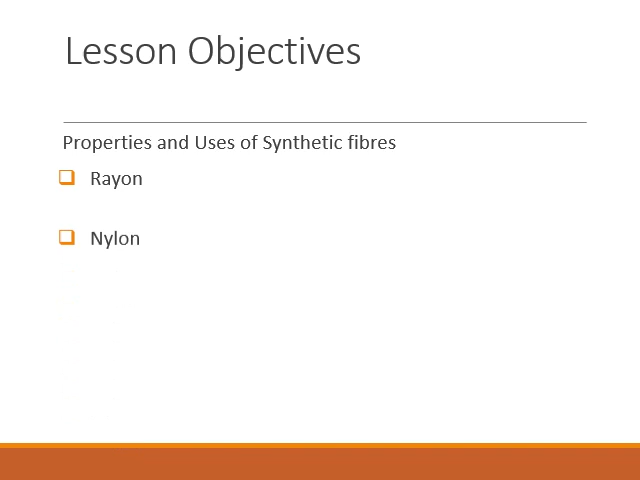 Lesson Objectives
Properties and Uses of Synthetic fibres
❑ Rayon
❑ Nylon